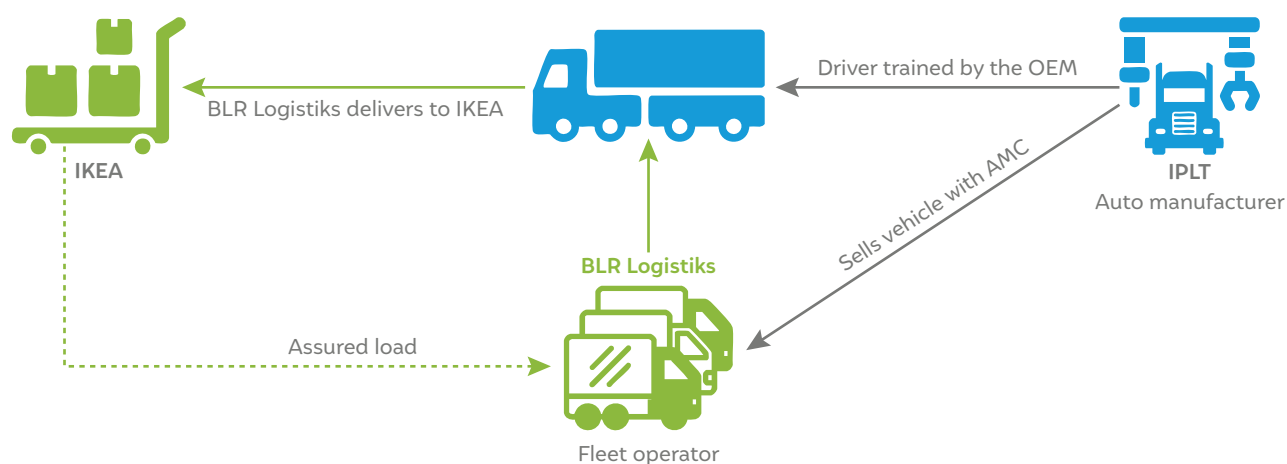 Driver trained by the OEM
BLR Logistiks delivers to IKEA
IKEA
IPLT
Auto manufacturer
Sells vehicle with AMC
BLR Logistiks
Assured load
Fleet operator